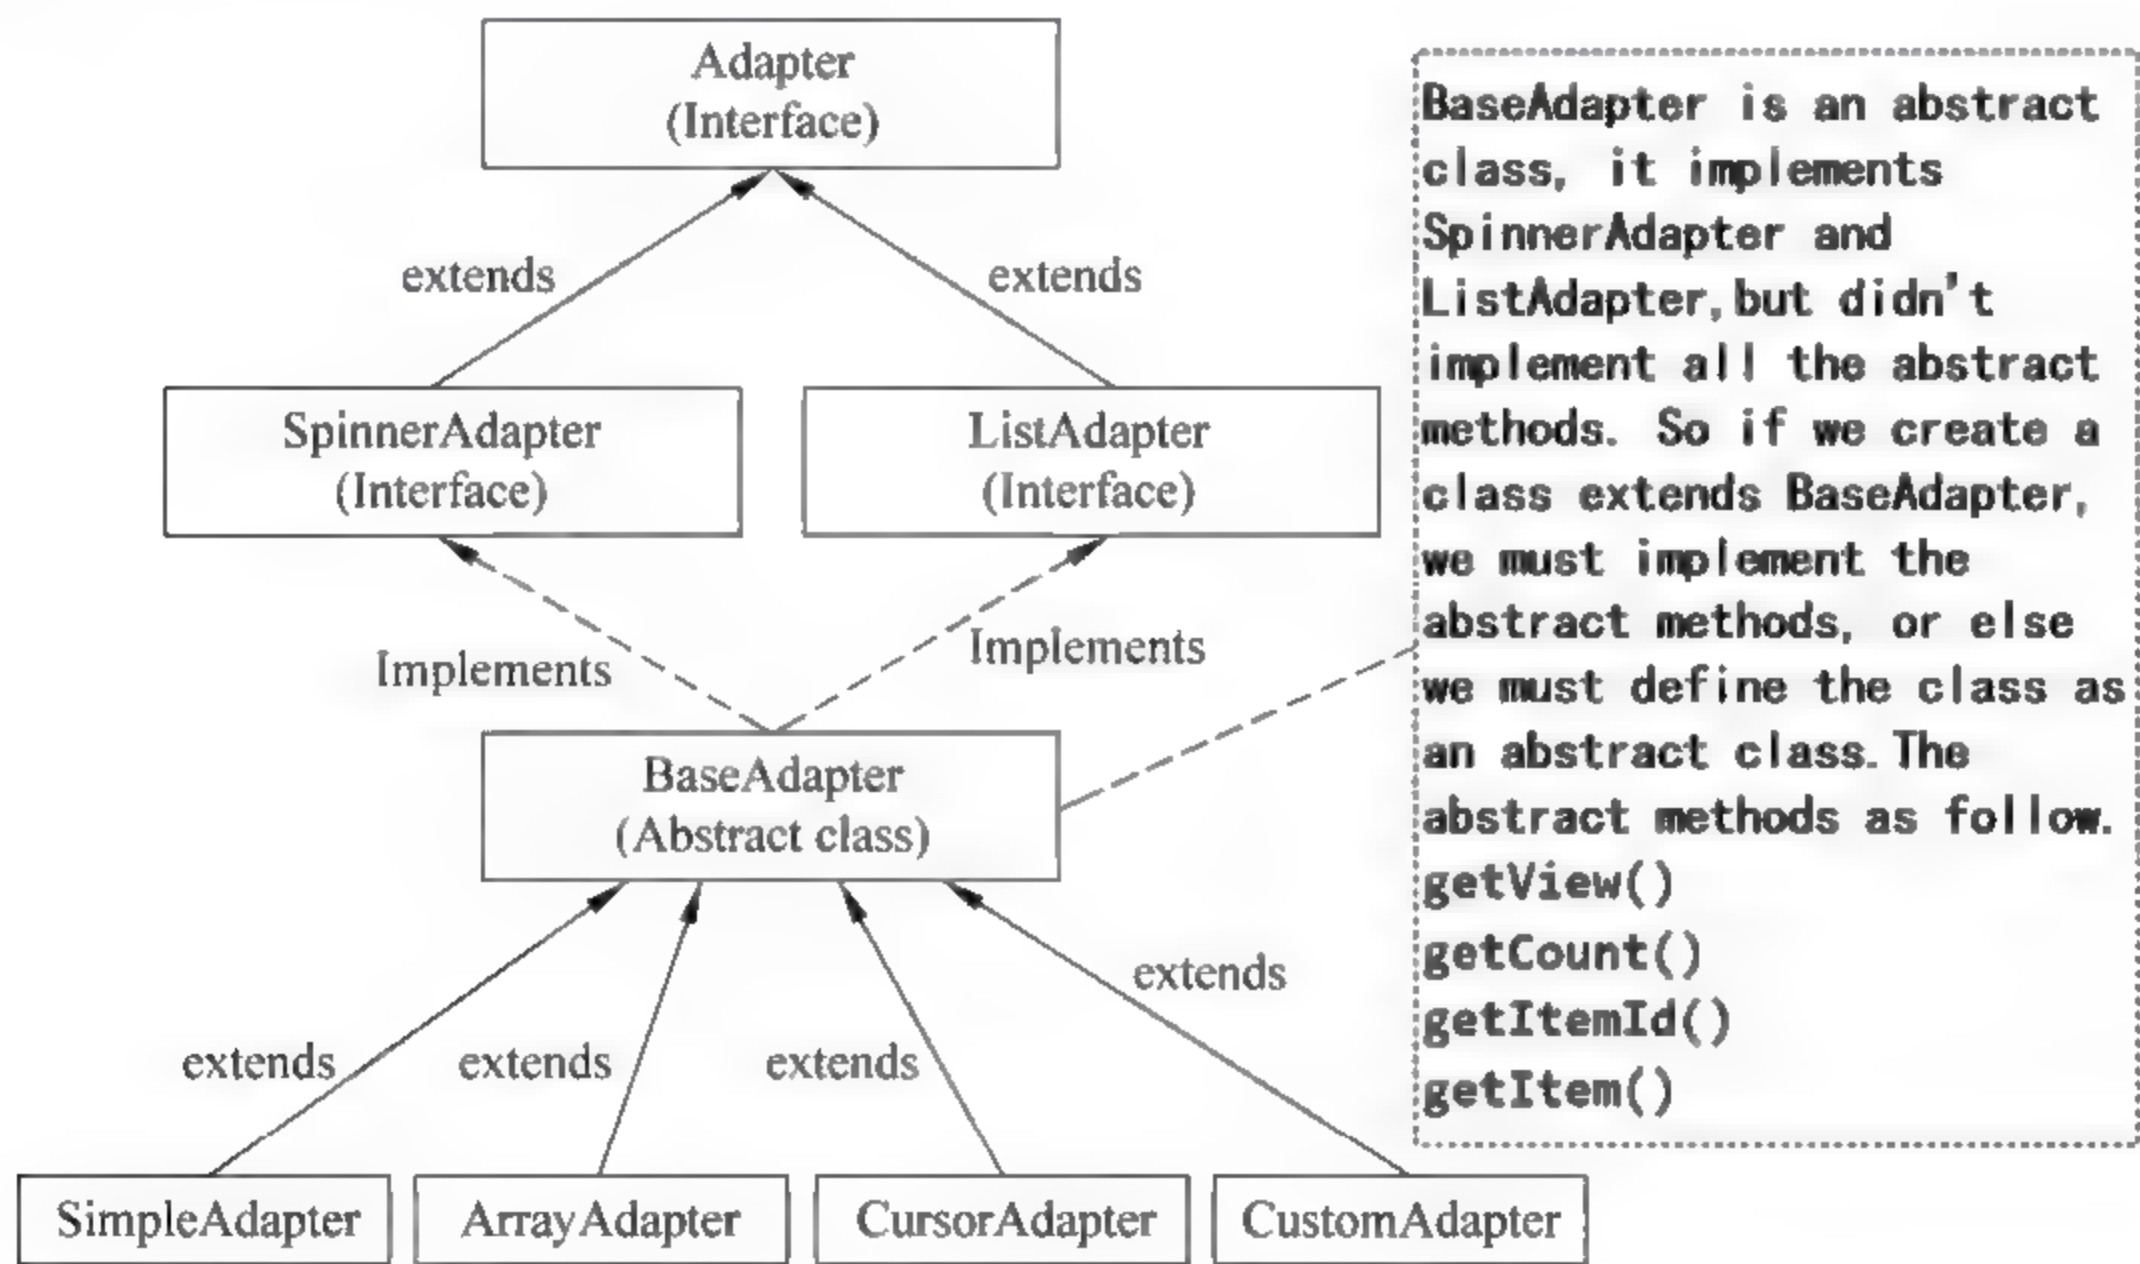 Adapter
(Interface)
extends
extends
SpinnerAdapter
(Interface)
ListAdapter
(Interface)
Implements
Implements
BaseAdapter
(Abstract class)
extends
extends
extends
extends
SimpleAdapter
ArrayAdapter
CursorAdapter
CustomAdapter
BaseAdapter is an abstract
class, it implements
SpinnerAdapter and
ListAdapter,but didn't
implement all the abstract
methods. So if we create a
class extends BaseAdapter,
we must implement the
abstract methods, or else
we must define the class as
an abstract class.The
abstract methods as follow.
getView()
getCount()
getItemId()
getItem()